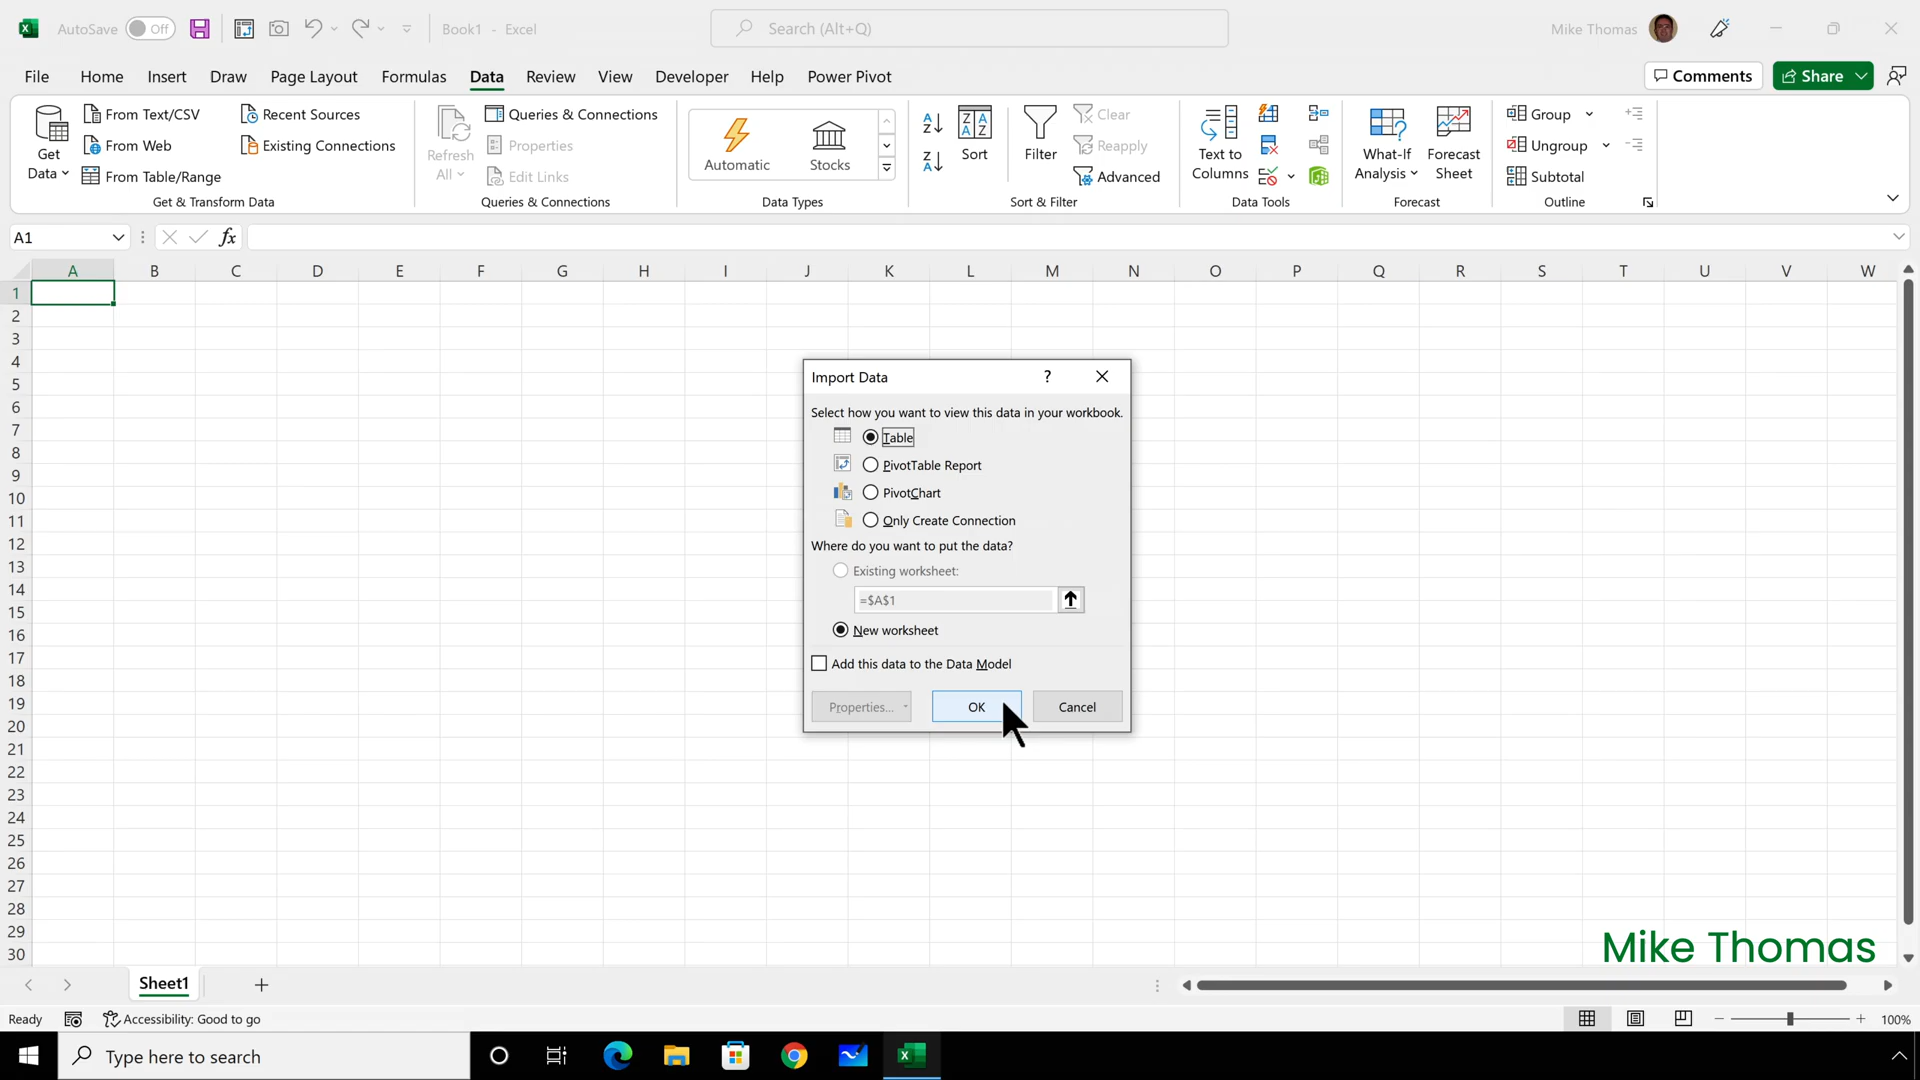 AutoSave Off Book1 - Excel Search (Alt+Q) Mike Thomas
File Home Insert Draw Page Layout Formulas Data Review View Developer Help Power Pivot Comments Share
Get Data
From Text/CSV
From Web
From Table/Range
Recent Sources
Existing Connections
Get & Transform Data
Refresh All
Queries & Connections
Properties
Edit Links
Queries & Connections
Automatic
Stocks
Data Types
Sort
Filter
Clear
Reapply
Advanced
Sort & Filter
Text to Columns
Data Tools
What-If Analysis
Forecast Sheet
Forecast
Group
Ungroup
Subtotal
Outline
A1 fx
A B C D E F G H I J K L M N O P Q R S T U V W
1
2
3
4
5
6
7
8
9
10
11
12
13
14
15
16
17
18
19
20
21
22
23
24
25
26
27
28
29
30
Import Data ?
Select how you want to view this data in your workbook.
Table
PivotTable Report
PivotChart
Only Create Connection
Where do you want to put the data?
Existing worksheet:
=$A$1
New worksheet
Add this data to the Data Model
Properties... OK Cancel
Mike Thomas
Sheet1
Ready Accessibility: Good to go 100%
Type here to search